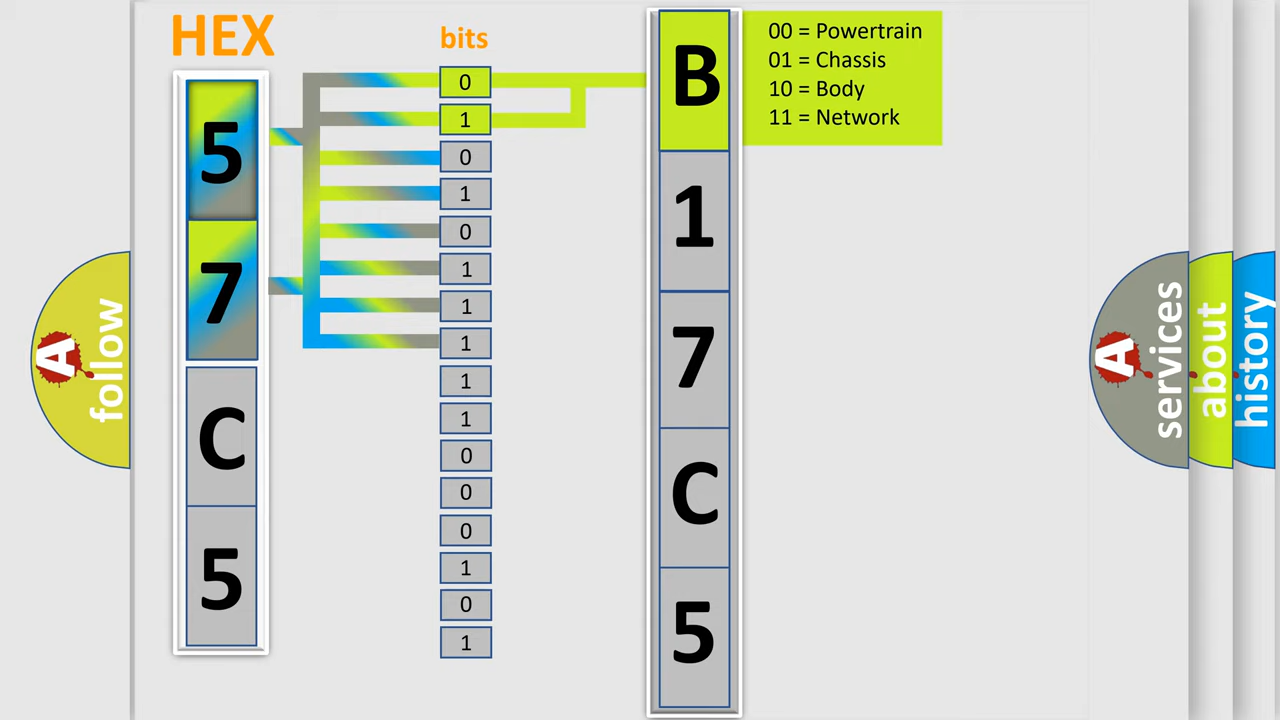 HEX
bits
5
7
C
5
0
1
0
1
0
1
1
1
1
1
0
0
0
1
0
1
B
1
7
C
5
00 = Powertrain
01 = Chassis
10 = Body
11 = Network
A follow
A services
about
history